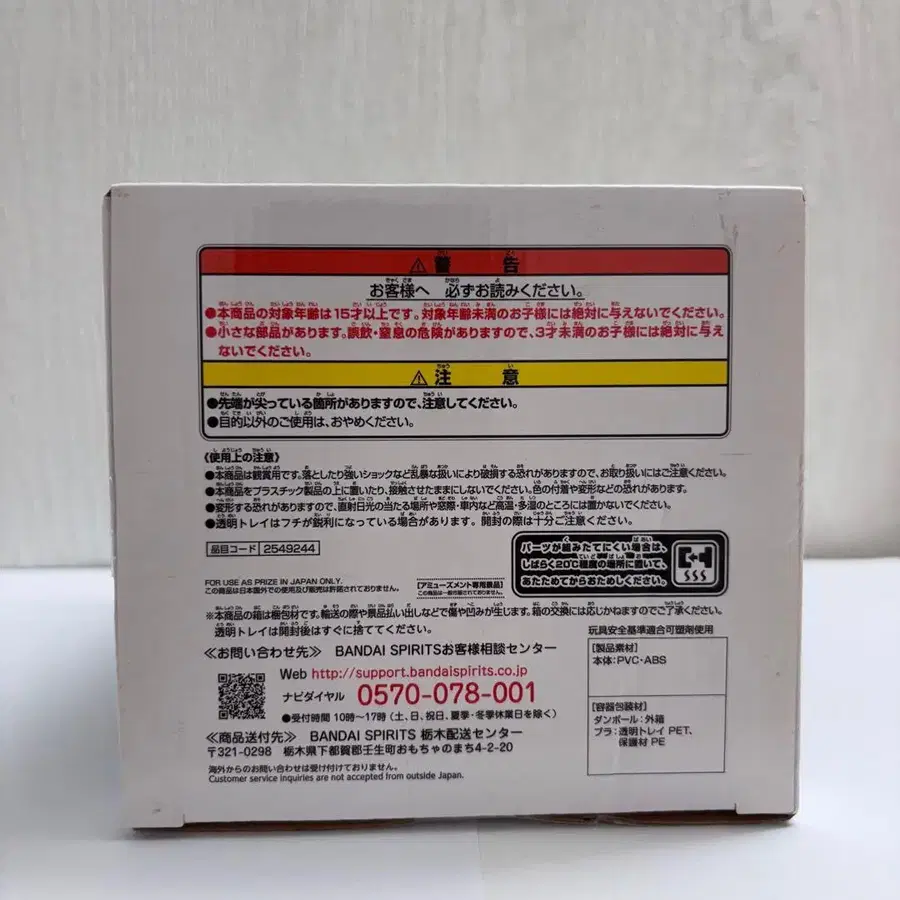 ⚠ 警 告
お客様へ 必ずお読みください。
●本商品の対象年齢は15才以上です。対象年齢未満のお子様には絶対に与えないでください。
●小さな部品があります。誤飲・窒息の危険がありますので、3才未満のお子様には絶対に与え
ないでください。
⚠ 注 意
●先端が尖っている箇所がありますので、注意してください。
●目的以外のご使用は、おやめください。
《使用上の注意》
●本商品は観賞用です。落としたり強いショックなど乱暴な扱いにより破損する恐れがありますので、お取り扱いにはご注意ください。
●本商品をプラスチック製品の上に置いたり、接触させたままにしないでください。色の付着や変形などの恐れがあります。
●変形する恐れがありますので、直射日光の当たる場所や窓際・車内など高温・多湿のところには置かないでください。
●透明トレイはフチが鋭利になっている場合があります。開封の際は十分ご注意ください。
品目コード 2549244
パーツが組みたてにくい場合は、
しばらく20℃程度の場所に置いて、
あたためてからおためしください。
FOR USE AS PRIZE IN JAPAN ONLY.
この商品は日本国外での使用及び販売は許諾されておりません。
[アミューズメント専用景品]
この商品は一般市販されておりません。
※本商品の箱は梱包材です。輸送の際や景品払い出しなどで傷や凹みが生じます。箱の交換には応じかねますのでご了承ください。
透明トレイは開封後はすぐに捨ててください。
≪お問い合わせ先≫ BANDAI SPIRITSお客様相談センター
Web http://support.bandaispirits.co.jp
ナビダイヤル 0570-078-001
●受付時間 10時〜17時 (土、日、祝日、夏季・冬季休業日を除く)
≪商品送付先≫ BANDAI SPIRITS 栃木配送センター
〒321-0298 栃木県下都賀郡壬生町おもちゃのまち4-2-20
海外からのお問い合わせは受け付けておりません。
Customer service inquiries are not accepted from outside Japan.
玩具安全基準適合可塑剤使用
[製品素材]
本体:PVC・ABS
[容器包装材]
ダンボール:外箱
プラ:透明トレイ PET、
保護材 PE